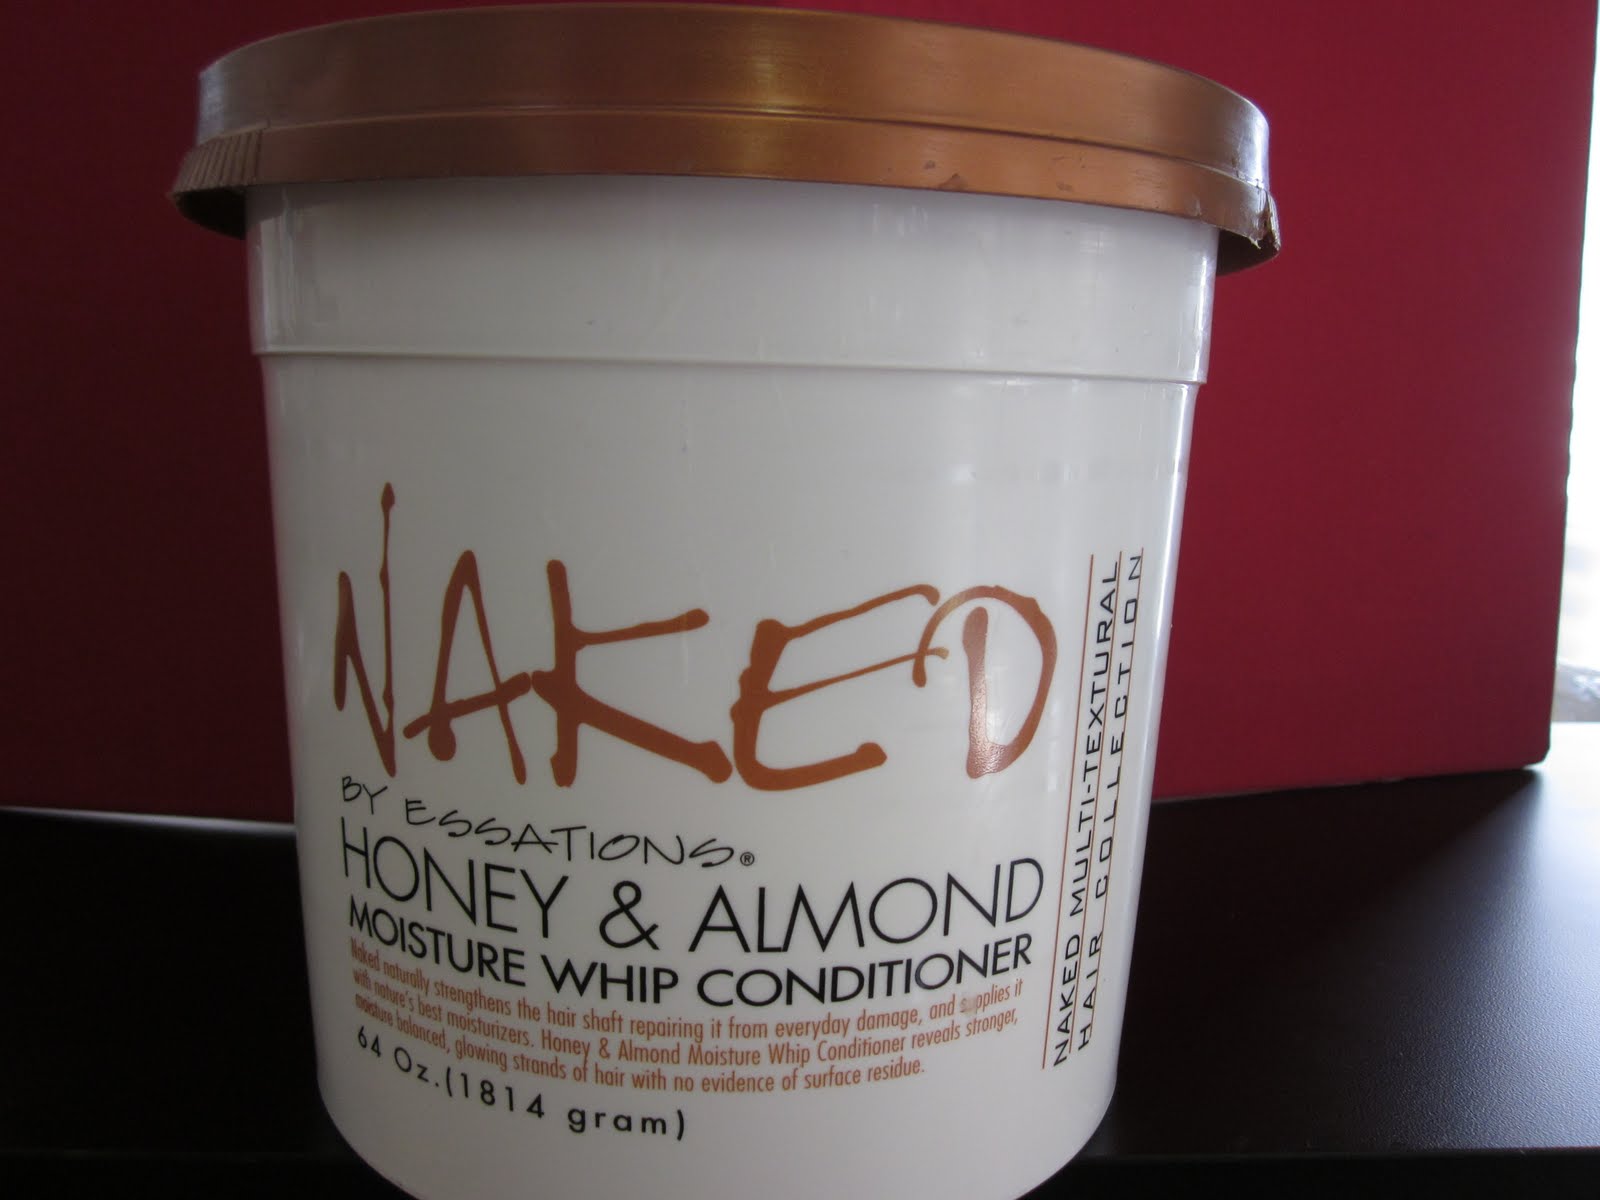 NAKED
BY ESSATIONS®
HONEY & ALMOND
MOISTURE WHIP CONDITIONER
Naked naturally strengthens the hair shaft repairing it from everyday damage, and supplies it
with nature's best moisturizers. Honey & Almond Moisture Whip Conditioner reveals stronger,
moisture balanced, glowing strands of hair with no evidence of surface residue.
64 Oz.(1814 gram)
NAKED MULTI-TEXTURAL
HAIR COLLECTION